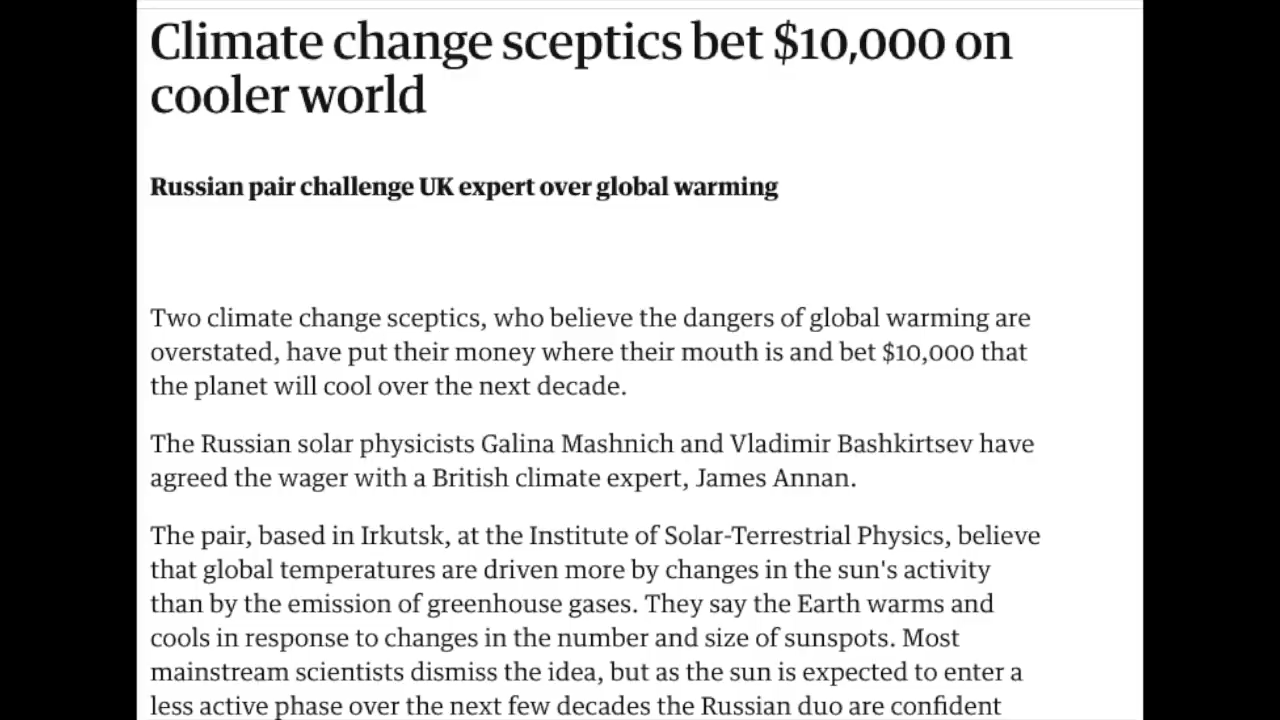 Climate change sceptics bet $10,000 on
cooler world
Russian pair challenge UK expert over global warming
Two climate change sceptics, who believe the dangers of global warming are
overstated, have put their money where their mouth is and bet $10,000 that
the planet will cool over the next decade.
The Russian solar physicists Galina Mashnich and Vladimir Bashkirtsev have
agreed the wager with a British climate expert, James Annan.
The pair, based in Irkutsk, at the Institute of Solar-Terrestrial Physics, believe
that global temperatures are driven more by changes in the sun's activity
than by the emission of greenhouse gases. They say the Earth warms and
cools in response to changes in the number and size of sunspots. Most
mainstream scientists dismiss the idea, but as the sun is expected to enter a
less active phase over the next few decades the Russian duo are confident